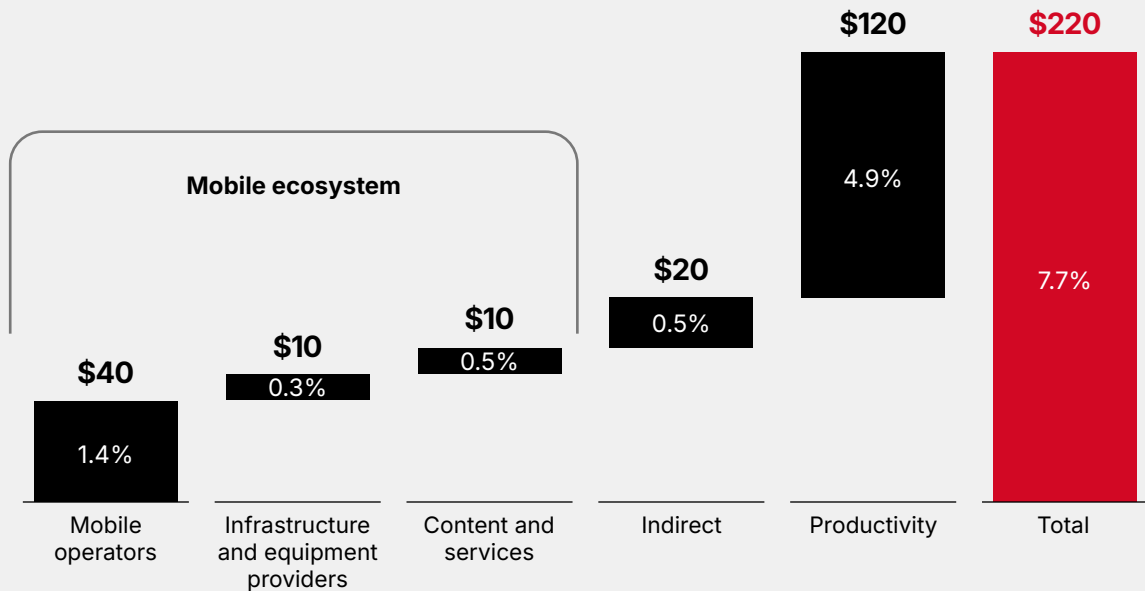 $120
$220
Mobile ecosystem
4.9%
$20
7.7%
$10
0.5%
$10
0.5%
$40
0.3%
1.4%
Mobile
operators
Infrastructure
and equipment
providers
Content and
services
Indirect
Productivity
Total